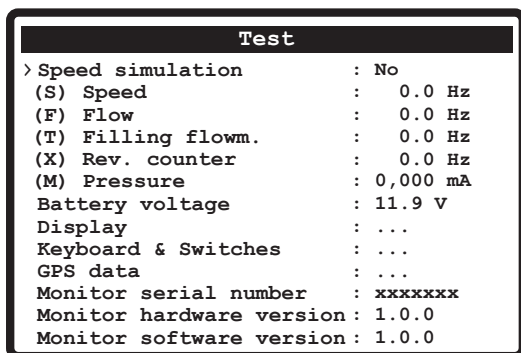 Test
› Speed simulation : No
(S) Speed : 0.0 Hz
(F) Flow : 0.0 Hz
(T) Filling flowm. : 0.0 Hz
(X) Rev. counter : 0.0 Hz
(M) Pressure : 0,000 mA
Battery voltage : 11.9 V
Display : ...
Keyboard & Switches : ...
GPS data : ...
Monitor serial number : xxxxxxx
Monitor hardware version : 1.0.0
Monitor software version : 1.0.0